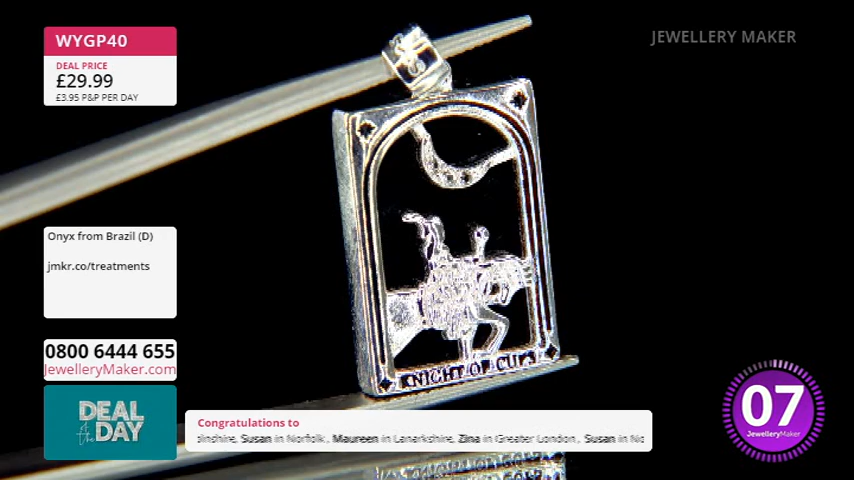 WYGP40
DEAL PRICE
£29.99
£3.95 P&P PER DAY
JEWELLERY MAKER
Onyx from Brazil (D)
jmkr.co/treatments
0800 6444 655
JewelleryMaker.com
DEAL
of the
DAY
NIGHT OF CUPS
Congratulations to
Susan in Norfolk, Maureen in Lanarkshire, Zina in Greater London, Susan in
07
JewelleryMaker